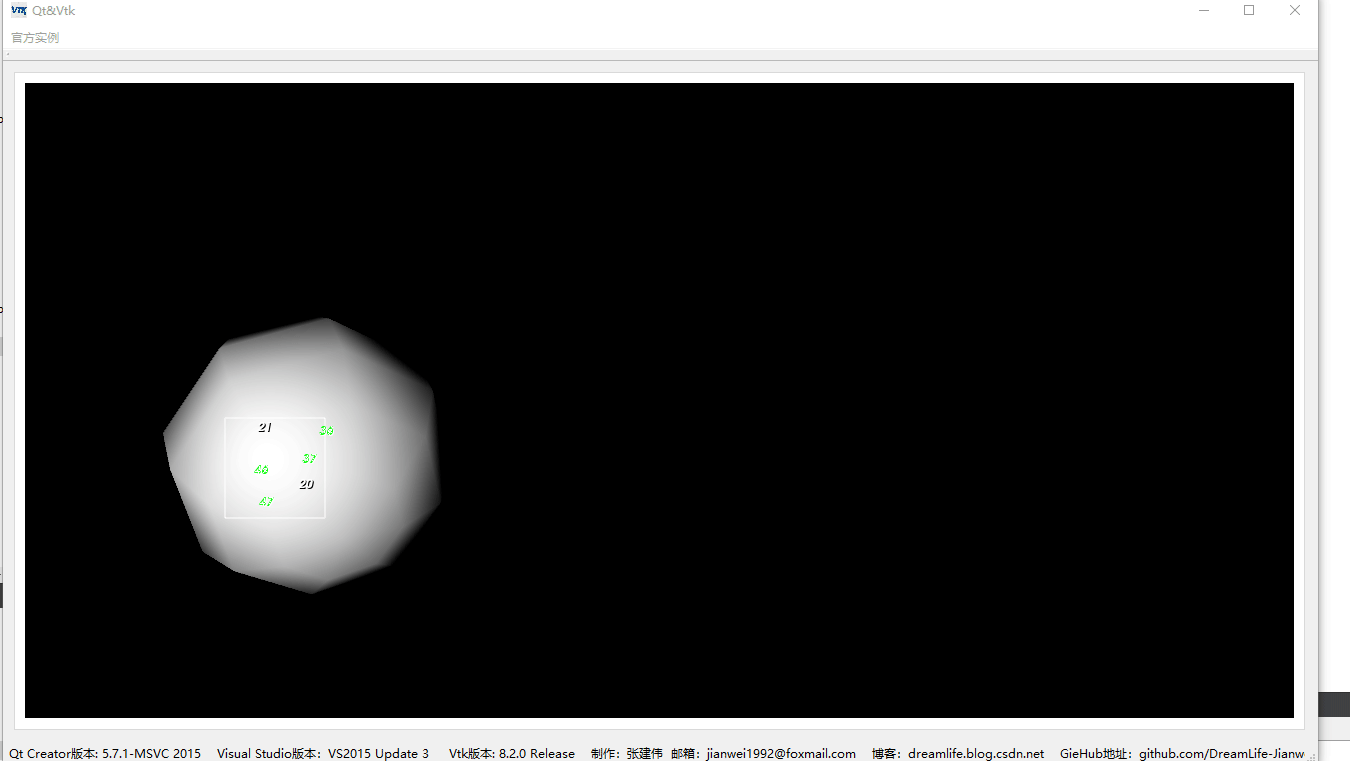 VTK Qt&Vtk
官方实例
21
36
37
46
20
47
Qt Creator版本: 5.7.1-MSVC 2015 Visual Studio版本：VS2015 Update 3 Vtk版本: 8.2.0 Release 制作：张建伟 邮箱：jianwei1992@foxmail.com 博客：dreamlife.blog.csdn.net GieHub地址：github.com/DreamLife-Jianw